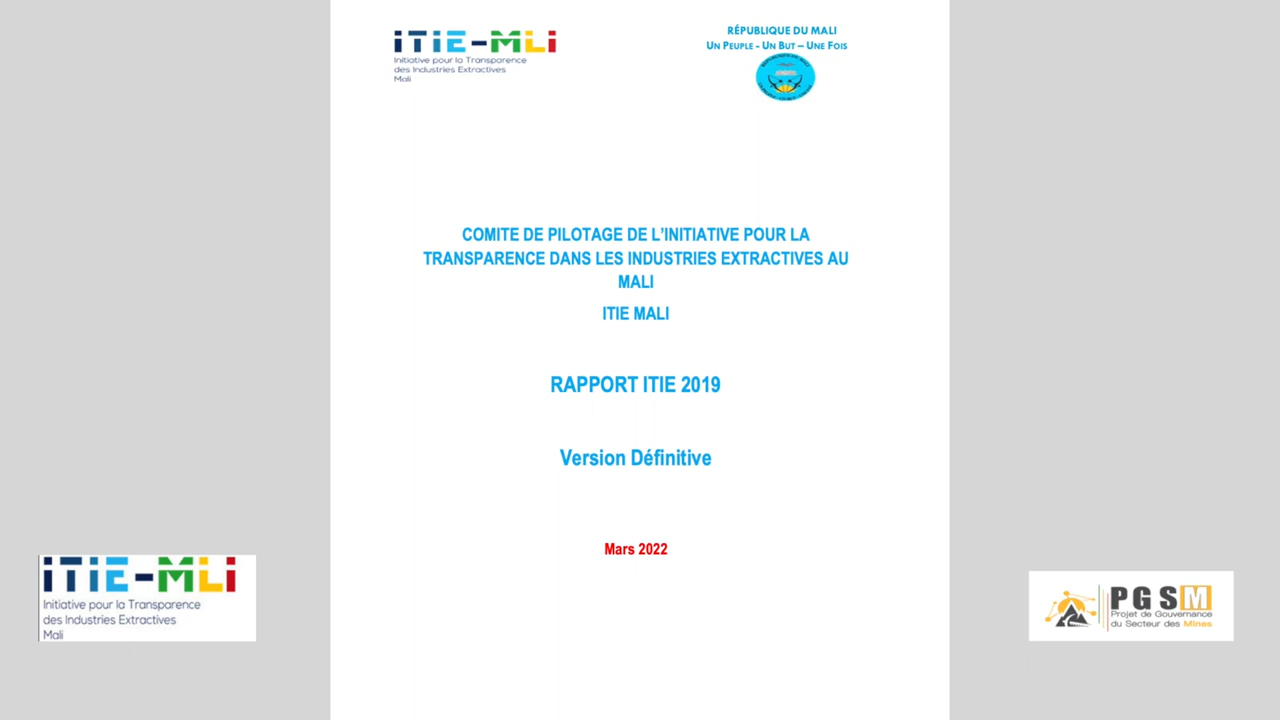 iTiE-MLi
Initiative pour la Transparence
des Industries Extractives
Mali
RÉPUBLIQUE DU MALI
UN PEUPLE - UN BUT – UNE FOIS
COMITE DE PILOTAGE DE L’INITIATIVE POUR LA
TRANSPARENCE DANS LES INDUSTRIES EXTRACTIVES AU
MALI
ITIE MALI
RAPPORT ITIE 2019
Version Définitive
Mars 2022
iTiE-MLi
Initiative pour la Transparence
des Industries Extractives
Mali
PGSM
Projet de Gouvernance
du Secteur des Mines